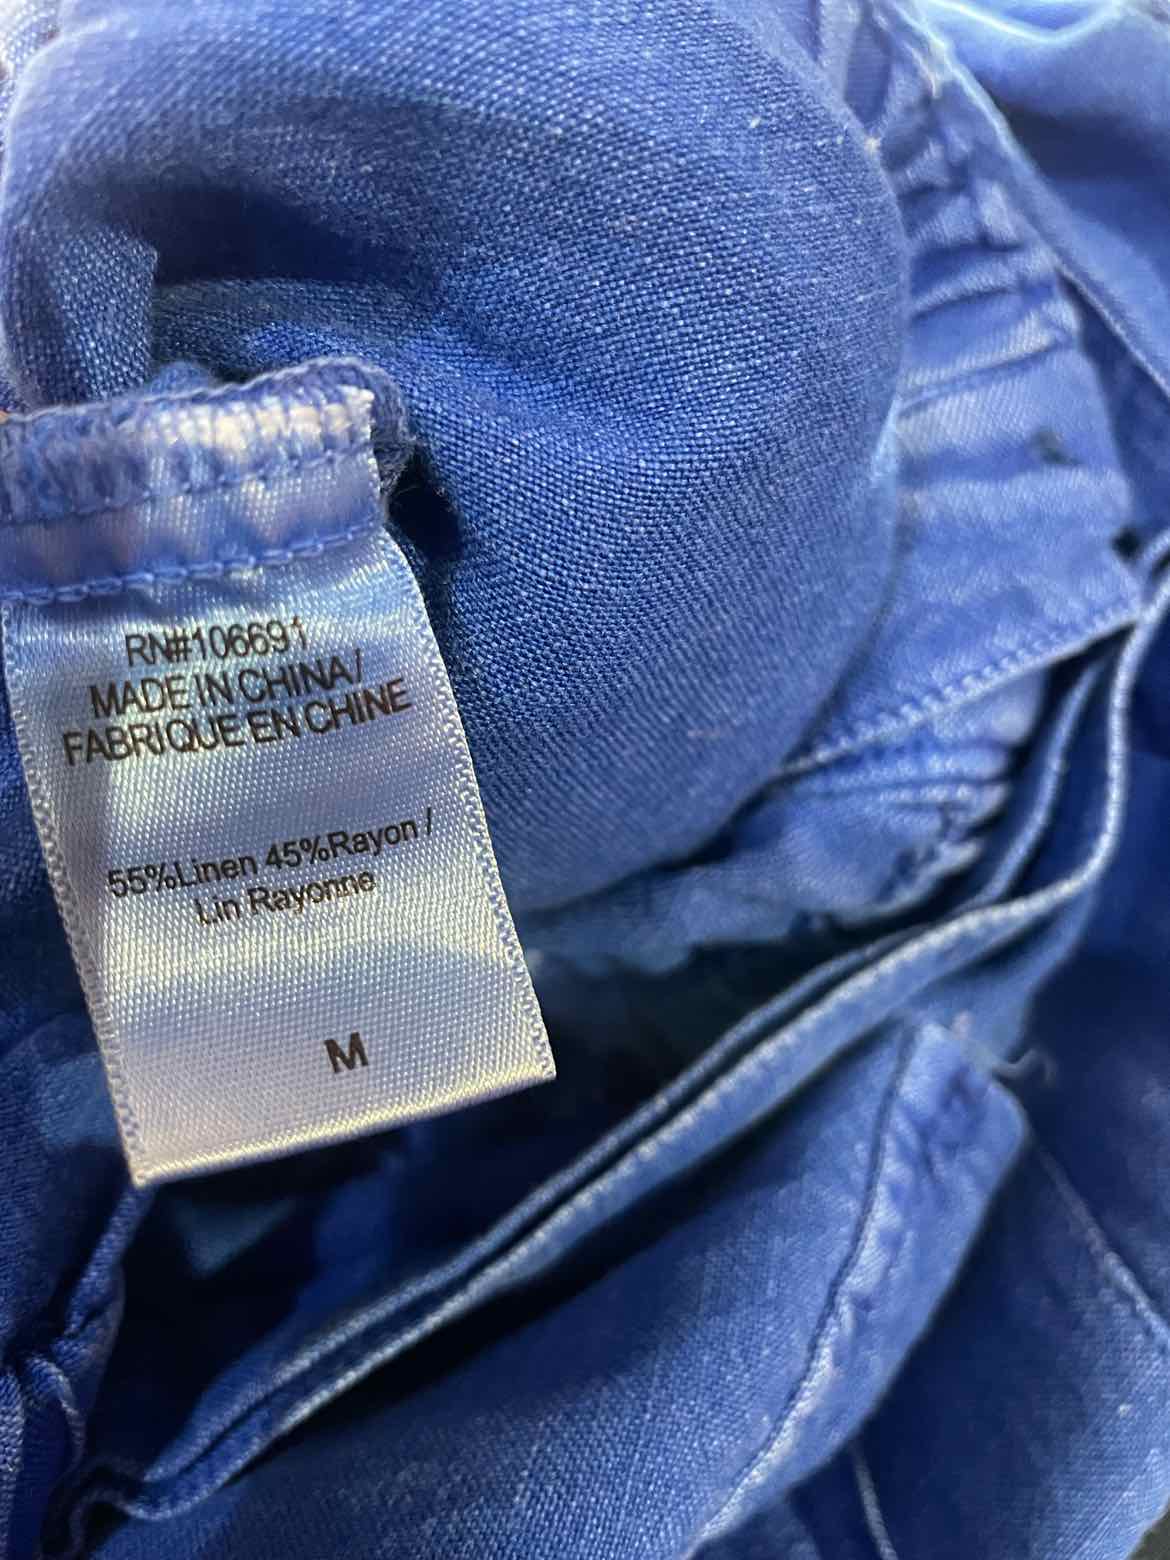 RN#106691
MADE IN CHINA/
FABRIQUE EN CHINE
55%Linen 45%Rayon /
Lin Rayonne
M